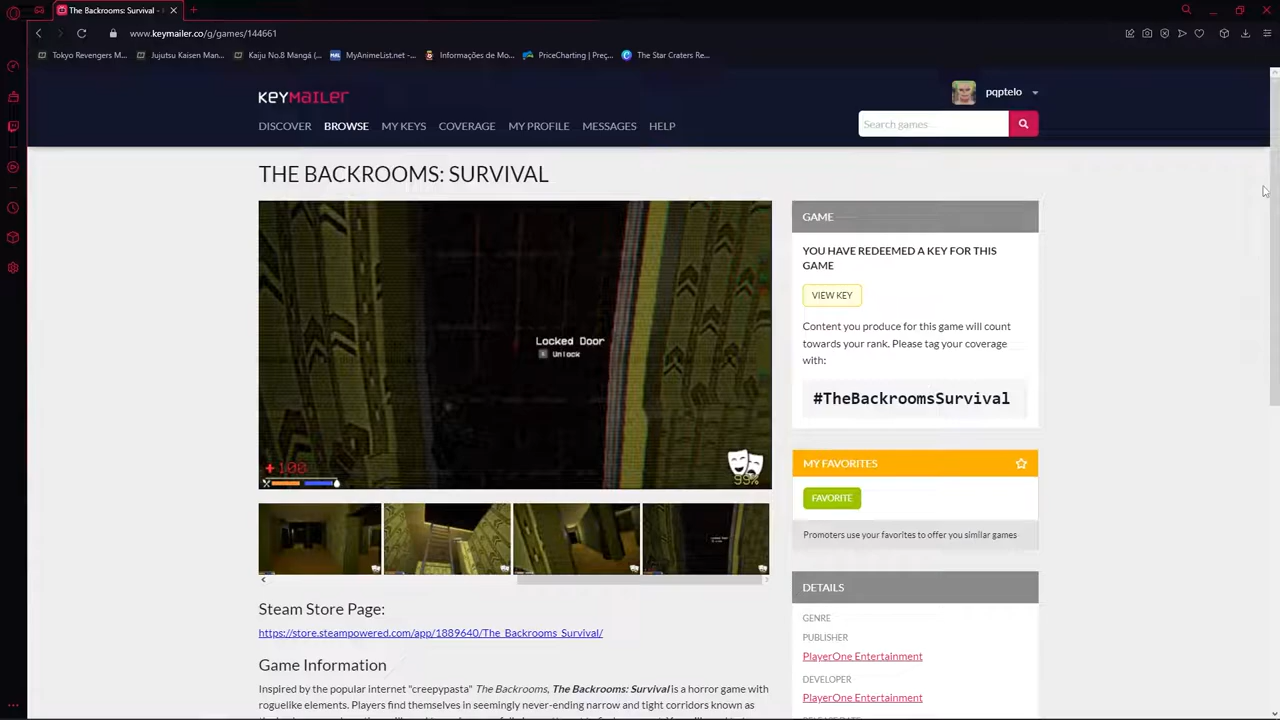 The Backrooms: Survival -
www.keymailer.co/g/games/144661
Tokyo Revengers M...
Jujutsu Kaisen Man...
Kaiju No.8 Mangá (...
MyAnimeList.net -...
Informações de Mo...
PriceCharting | Preç...
The Star Craters Re...
KEYMAILER
pqptelo
DISCOVER BROWSE MY KEYS COVERAGE MY PROFILE MESSAGES HELP
Search games
THE BACKROOMS: SURVIVAL
Locked Door
E Unlock
+100
99%
Steam Store Page:
https://store.steampowered.com/app/1889640/The_Backrooms_Survival/
Game Information
Inspired by the popular internet "creepypasta" The Backrooms, The Backrooms: Survival is a horror game with
roguelike elements. Players find themselves in seemingly never-ending narrow and tight corridors known as
GAME
YOU HAVE REDEEMED A KEY FOR THIS
GAME
VIEW KEY
Content you produce for this game will count
towards your rank. Please tag your coverage
with:
#TheBackroomsSurvival
MY FAVORITES
FAVORITE
Promoters use your favorites to offer you similar games
DETAILS
GENRE
PUBLISHER
PlayerOne Entertainment
DEVELOPER
PlayerOne Entertainment
RELEASE DATE